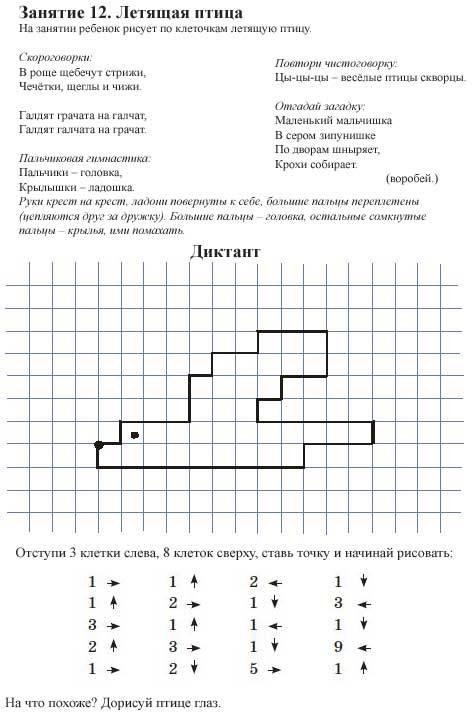 Занятие 12. Летящая птица
На занятии ребенок рисует по клеточкам летящую птицу.
Скороговорки:
В роще щебечут стрижи,
Чечётки, щеглы и чижи.
Галдят грачата на галчат,
Галдят галчата на грачат.
Пальчиковая гимнастика:
Пальчики – головка,
Крылышки – ладошка.
Повтори чистоговорку:
Цы-цы-цы – весёлые птицы скворцы.
Отгадай загадку:
Маленький мальчишка
В сером зипунишке
По дворам шныряет,
Крохи собирает.
(воробей.)
Руки крест на крест, ладони повернуты к себе, большие пальцы переплетены
(цепляются друг за дружку). Большие пальцы – головка, остальные сомкнутые
пальцы – крылья, ими помахать.
Диктант
Отступи 3 клетки слева, 8 клеток сверху, ставь точку и начинай рисовать:
1 → 1 ↑ 2 ← 1 ↓
1 ↑ 2 → 1 ↓ 3 ←
3 → 1 ↑ 1 ← 1 ↓
2 ↑ 3 → 1 ↓ 9 ←
1 → 2 ↓ 5 → 1 ↑
На что похоже? Дорисуй птице глаз.